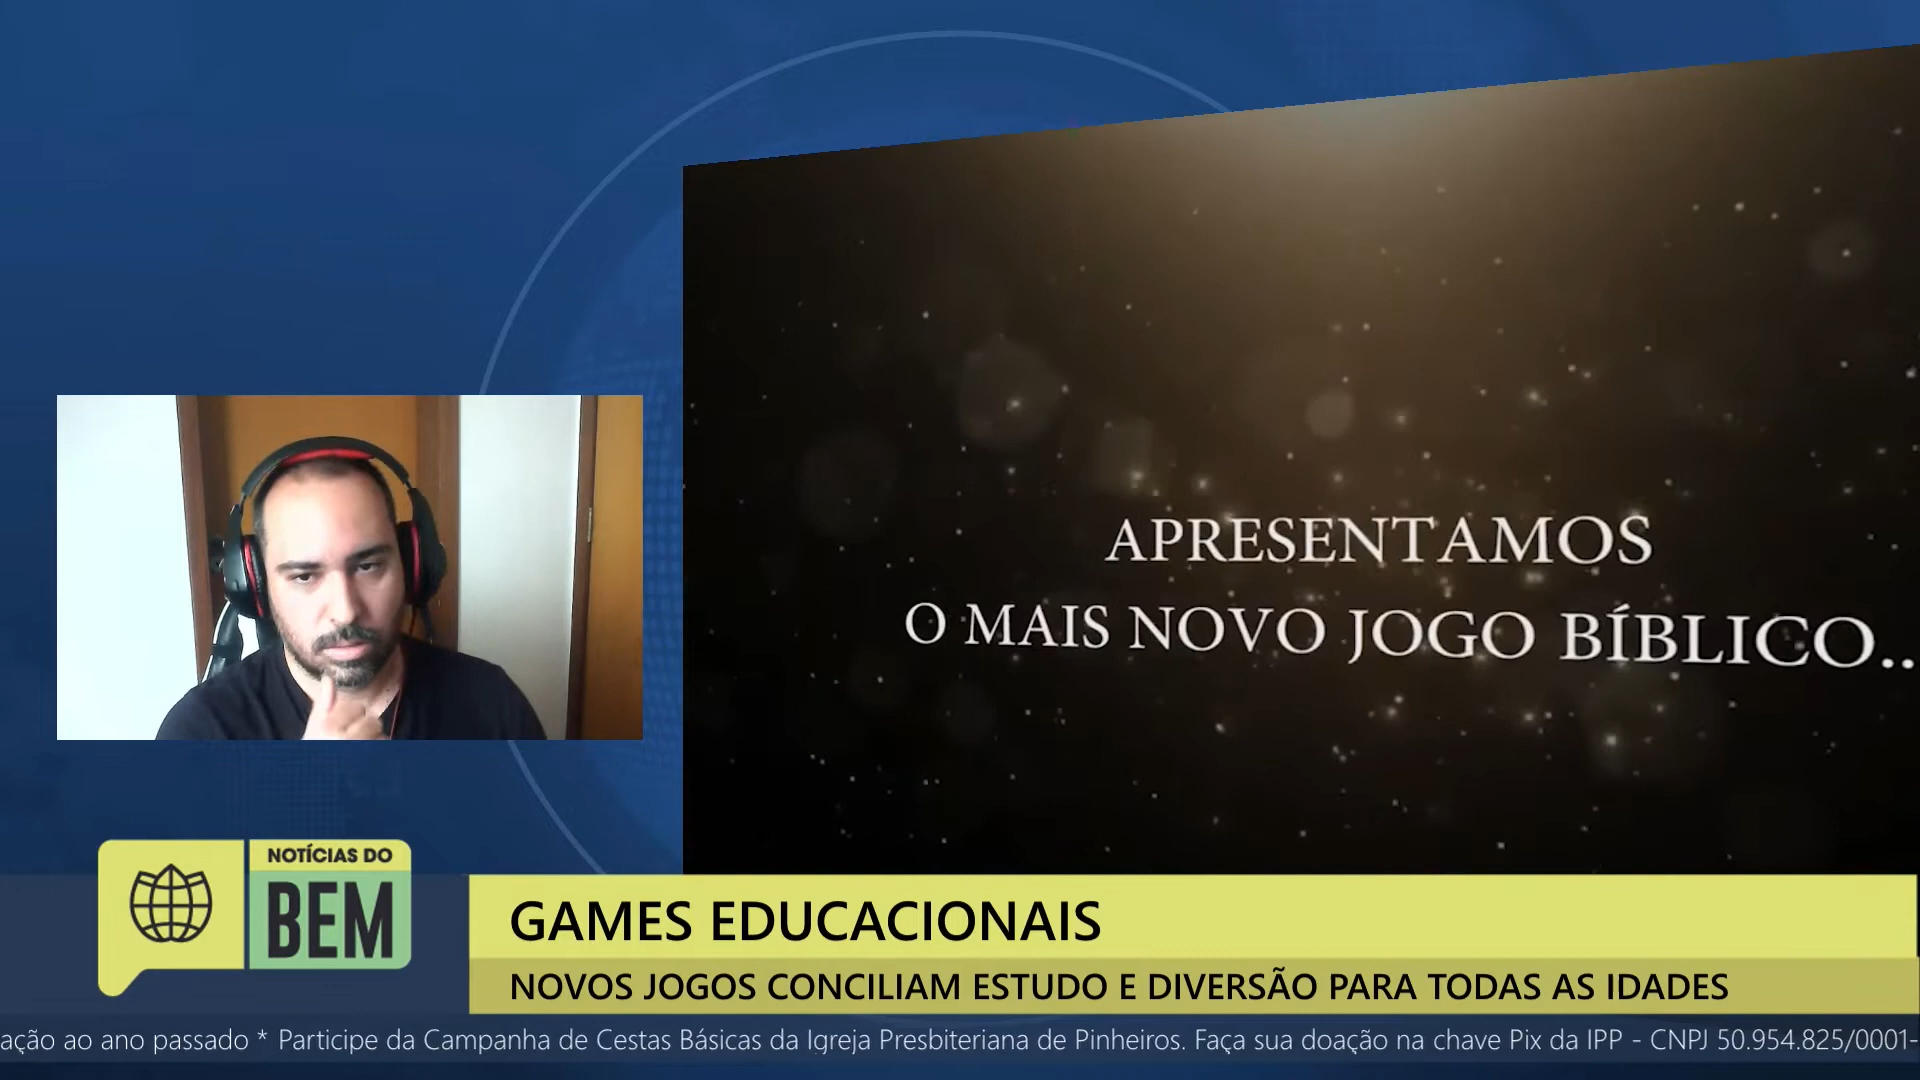 APRESENTAMOS
O MAIS NOVO JOGO BÍBLICO..
NOTÍCIAS DO
BEM
GAMES EDUCACIONAIS
NOVOS JOGOS CONCILIAM ESTUDO E DIVERSÃO PARA TODAS AS IDADES
ação ao ano passado * Participe da Campanha de Cestas Básicas da Igreja Presbiteriana de Pinheiros. Faça sua doação na chave Pix da IPP - CNPJ 50.954.825/0001-